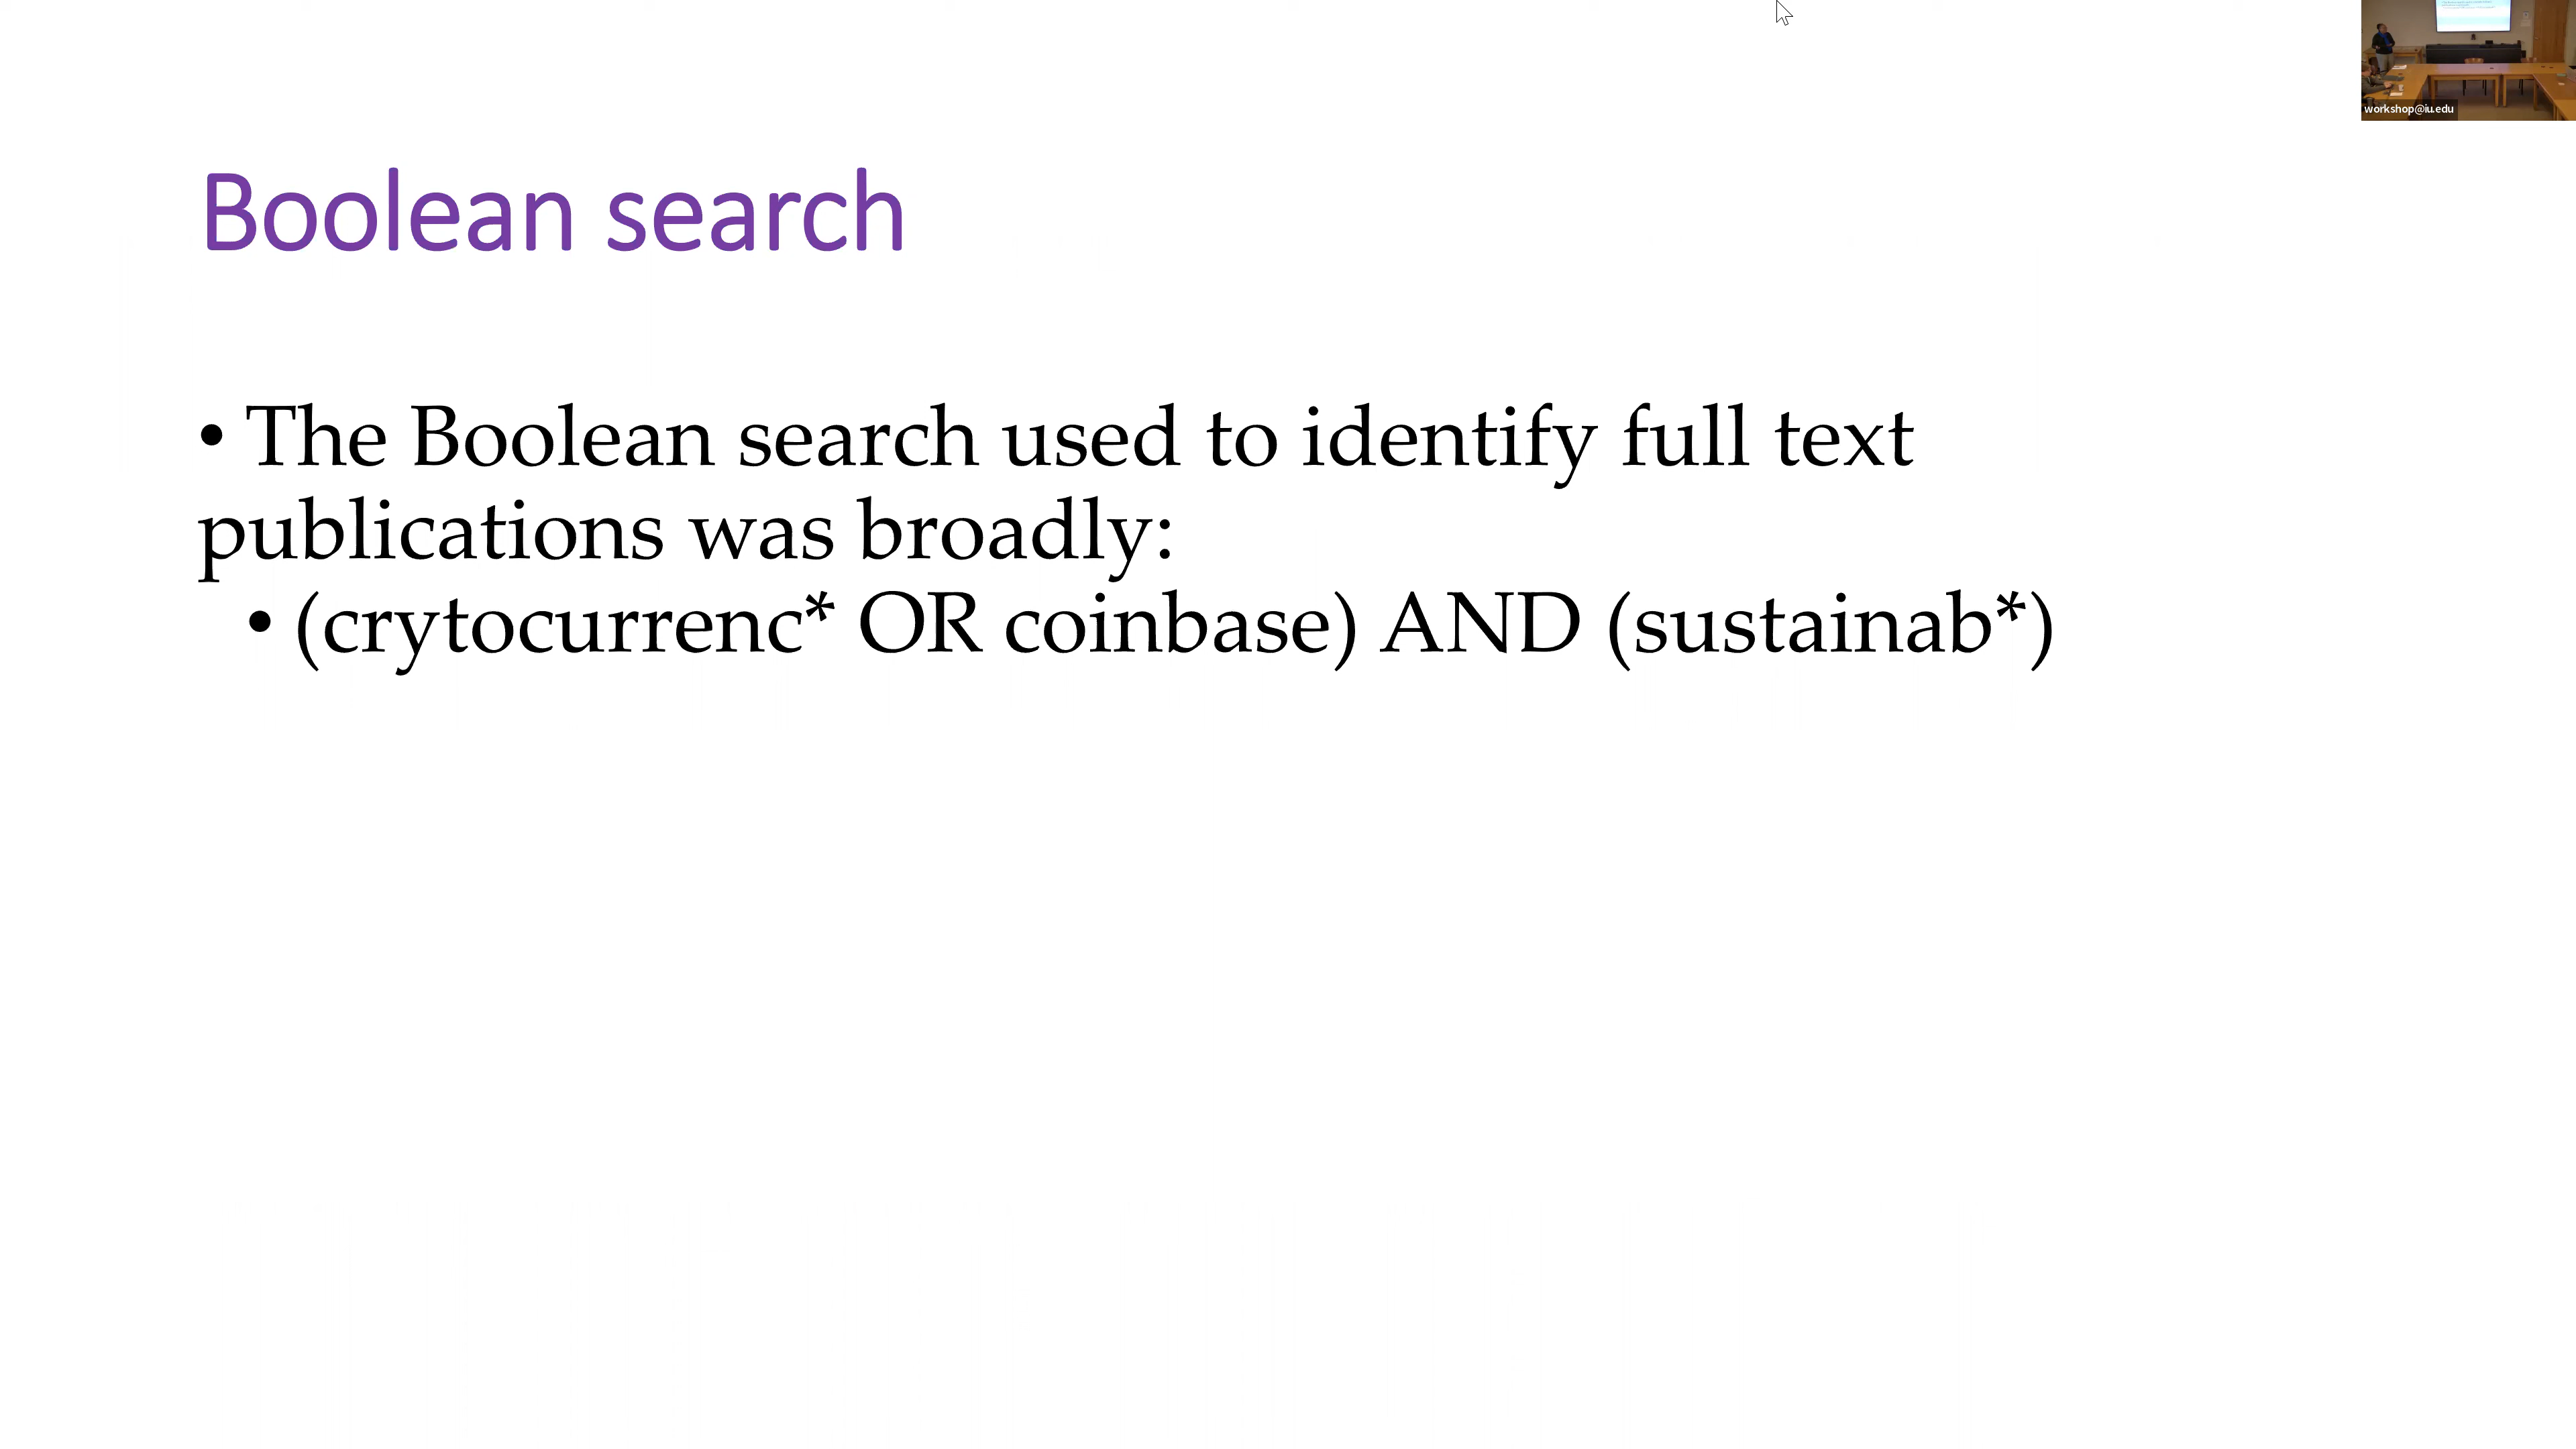 Boolean search
• The Boolean search used to identify full text
publications was broadly:
• (crytocurrenc* OR coinbase) AND (sustainab*)
workshop@iu.edu